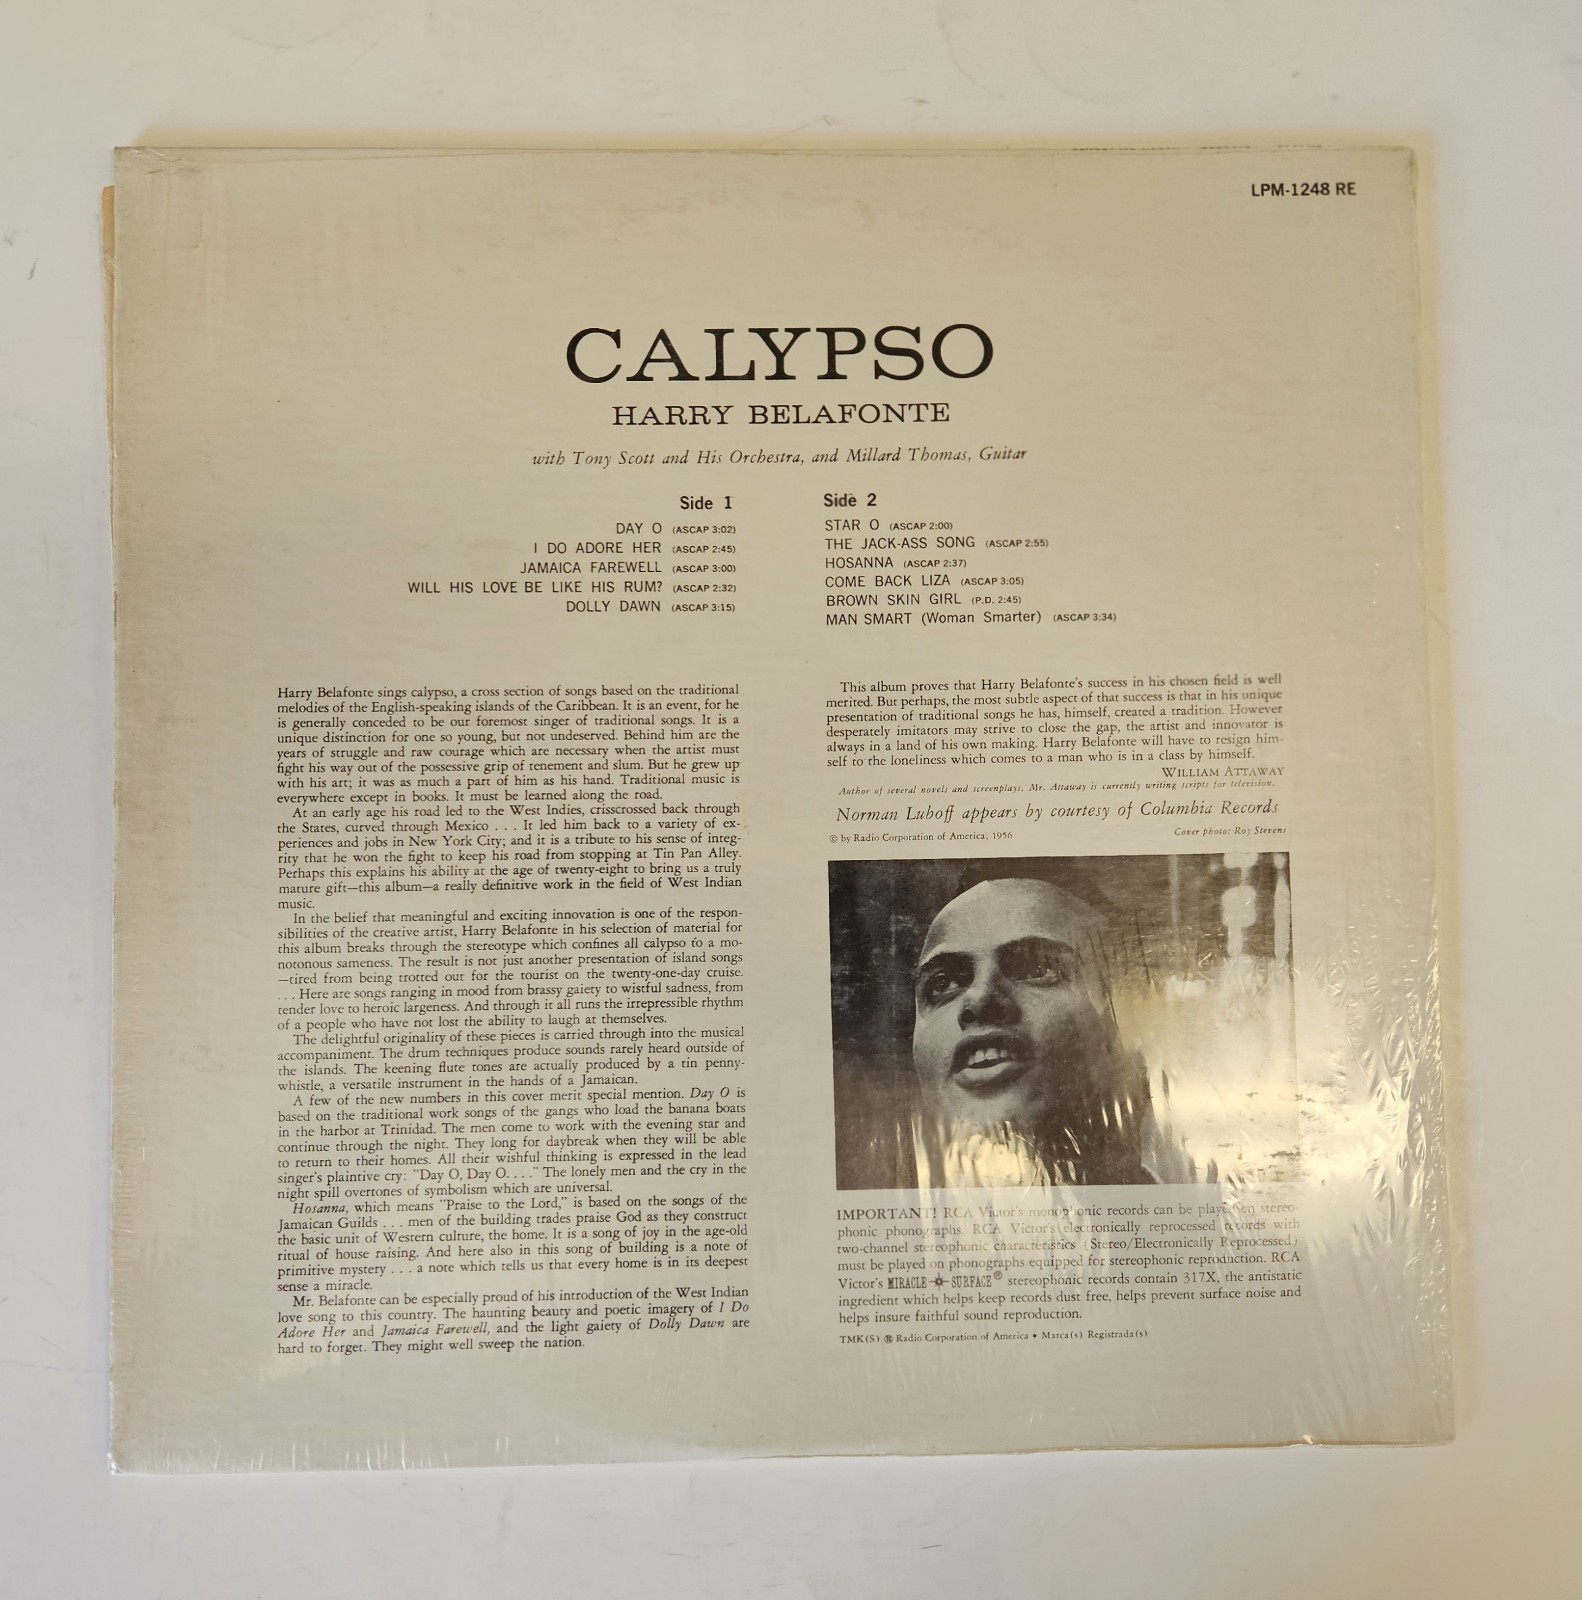 LPM-1248 RE
CALYPSO
HARRY BELAFONTE
with Tony Scott and His Orchestra, and Millard Thomas, Guitar
Side 1
DAY O (ASCAP 3:02)
I DO ADORE HER (ASCAP 2:45)
JAMAICA FAREWELL (ASCAP 3:00)
WILL HIS LOVE BE LIKE HIS RUM? (ASCAP 2:32)
DOLLY DAWN (ASCAP 3:15)
Side 2
STAR O (ASCAP 2:00)
THE JACK-ASS SONG (ASCAP 2:55)
HOSANNA (ASCAP 2:37)
COME BACK LIZA (ASCAP 3:05)
BROWN SKIN GIRL (P.D. 2:45)
MAN SMART (Woman Smarter) (ASCAP 3:34)
Harry Belafonte sings calypso, a cross section of songs based on the traditional
melodies of the English-speaking islands of the Caribbean. It is an event, for he
is generally conceded to be our foremost singer of traditional songs. It is a
unique distinction for one so young, but not undeserved. Behind him are the
years of struggle and raw courage which are necessary when the artist must
fight his way out of the possessive grip of tenement and slum. But he grew up
with his art; it was as much a part of him as his hand. Traditional music is
everywhere except in books. It must be learned along the road.
At an early age his road led to the West Indies, crisscrossed back through
the States, curved through Mexico . . . It led him back to a variety of ex-
periences and jobs in New York City; and it is a tribute to his sense of integ-
rity that he won the fight to keep his road from stopping at Tin Pan Alley.
Perhaps this explains his ability at the age of twenty-eight to bring us a truly
mature gift—this album—a really definitive work in the field of West Indian
music.
In the belief that meaningful and exciting innovation is one of the respon-
sibilities of the creative artist, Harry Belafonte in his selection of material for
this album breaks through the stereotype which confines all calypso to a mo-
notonous sameness. The result is not just another presentation of island songs
—tired from being trotted out for the tourist on the twenty-one-day cruise.
. . . Here are songs ranging in mood from brassy gaiety to wistful sadness, from
tender love to heroic largeness. And through it all runs the irrepressible rhythm
of a people who have not lost the ability to laugh at themselves.
The delightful originality of these pieces is carried through into the musical
accompaniment. The drum techniques produce sounds rarely heard outside of
the islands. The keening flute tones are actually produced by a tin penny-
whistle, a versatile instrument in the hands of a Jamaican.
A few of the new numbers in this cover merit special mention. Day O is
based on the traditional work songs of the gangs who load the banana boats
in the harbor at Trinidad. The men come to work with the evening star and
continue through the night. They long for daybreak when they will be able
to return to their homes. All their wishful thinking is expressed in the lead
singer's plaintive cry: "Day O, Day O. . . ." The lonely men and the cry in the
night spill overtones of symbolism which are universal.
Hosanna, which means "Praise to the Lord," is based on the songs of the
Jamaican Guilds . . . men of the building trades praise God as they construct
the basic unit of Western culture, the home. It is a song of joy in the age-old
ritual of house raising. And here also in this song of building is a note of
primitive mystery . . . a note which tells us that every home is in its deepest
sense a miracle.
Mr. Belafonte can be especially proud of his introduction of the West Indian
love song to this country. The haunting beauty and poetic imagery of I Do
Adore Her and Jamaica Farewell, and the light gaiety of Dolly Dawn are
hard to forget. They might well sweep the nation.
This album proves that Harry Belafonte's success in his chosen field is well
merited. But perhaps, the most subtle aspect of that success is that in his unique
presentation of traditional songs he has, himself, created a tradition. However
desperately imitators may strive to close the gap, the artist and innovator is
always in a land of his own making. Harry Belafonte will have to resign him-
self to the loneliness which comes to a man who is in a class by himself.
WILLIAM ATTAWAY
Author of several novels and screenplays, Mr. Attaway is currently writing scripts for television.
Norman Luboff appears by courtesy of Columbia Records
© by Radio Corporation of America, 1956
Cover photo: Roy Stevens
IMPORTANT! RCA Victor's monophonic records can be played on stereo-
phonic phonographs. RCA Victor's electronically reprocessed records with
two-channel stereophonic characteristics (Stereo/Electronically Reprocessed)
must be played on phonographs equipped for stereophonic reproduction. RCA
Victor's MIRACLE SURFACE® stereophonic records contain 317X, the antistatic
ingredient which helps keep records dust free, helps prevent surface noise and
helps insure faithful sound reproduction.
TMK(S) ® Radio Corporation of America • Marca(s) Registrada(s)